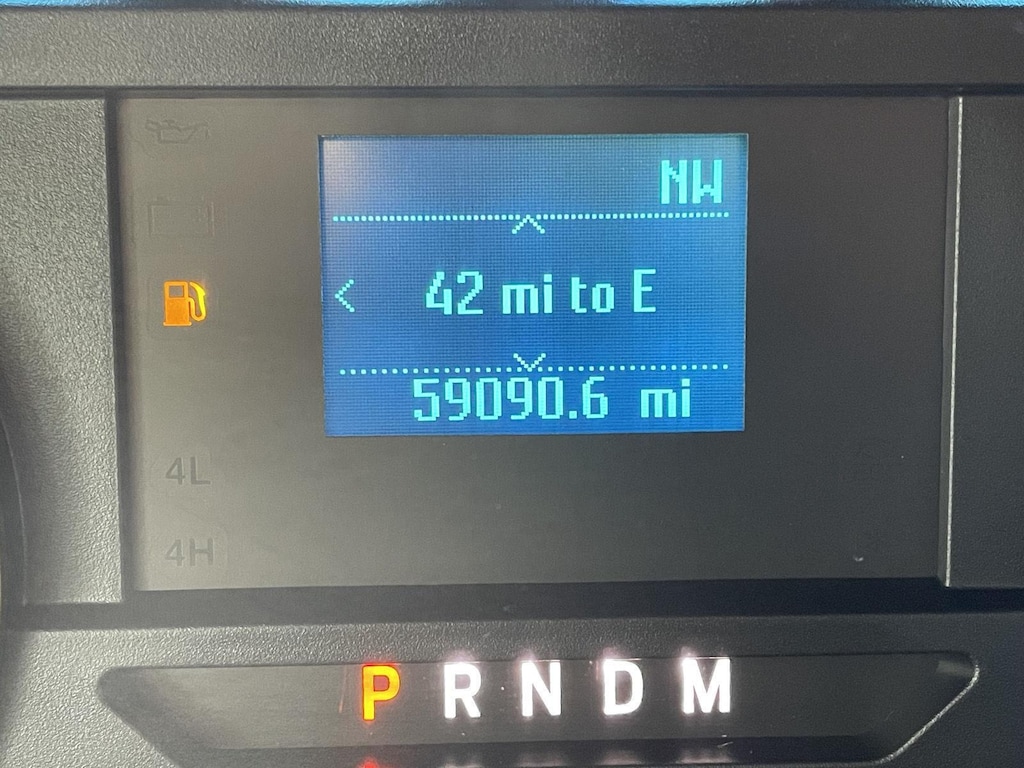 NW
42 mi to E
59090.6 mi
4L
4H
P R N D M